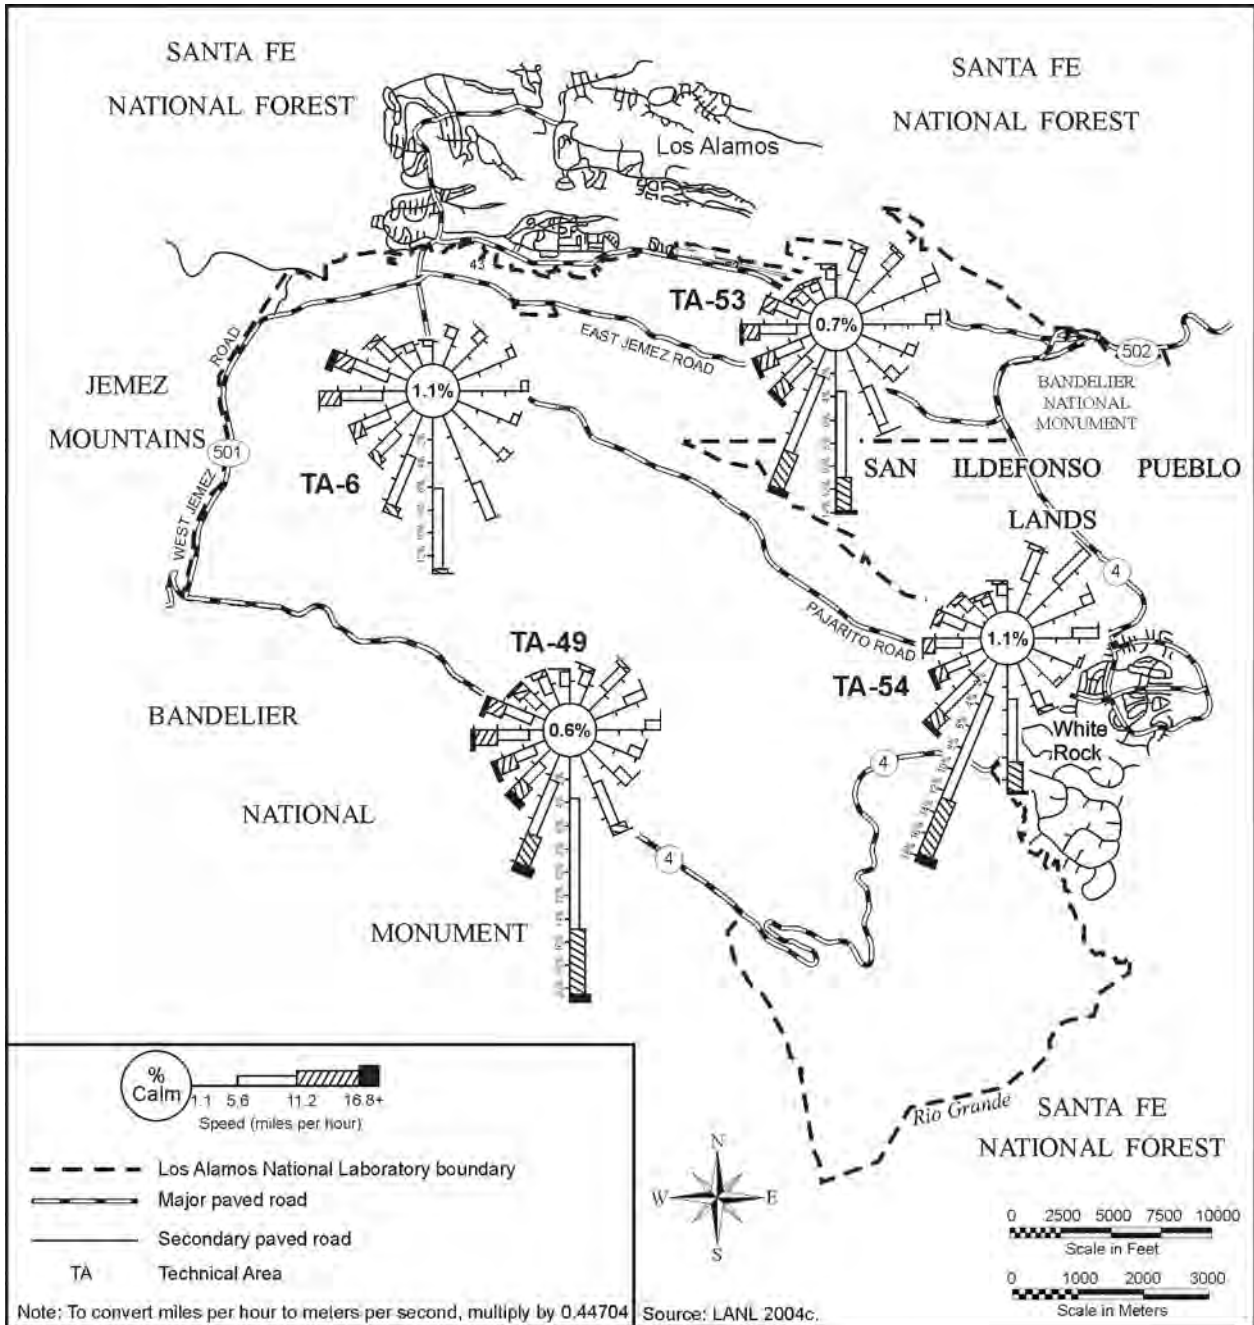 SANTA FE
NATIONAL FOREST
SANTA FE
NATIONAL FOREST
Los Alamos
43
TA-53
0.7%
EAST JEMEZ ROAD
502
ROAD
JEMEZ
MOUNTAINS
1.1%
BANDELIER
NATIONAL
MONUMENT
501
TA-6
SAN ILDEFONSO PUEBLO
LANDS
WEST JEMEZ
4
PAJARITO ROAD
1.1%
TA-49
TA-54
BANDELIER
0.6%
White
Rock
4
NATIONAL
4
MONUMENT
%
Calm
1.1 5.6 11.2 16.8+
Speed (miles per hour)
Los Alamos National Laboratory boundary
Major paved road
Secondary paved road
TA Technical Area
Note: To convert miles per hour to meters per second, multiply by 0.44704
Rio Grande
SANTA FE
NATIONAL FOREST
N
W E
S
0 2500 5000 7500 10000
Scale in Feet
0 1000 2000 3000
Scale in Meters
Source: LANL 2004c.